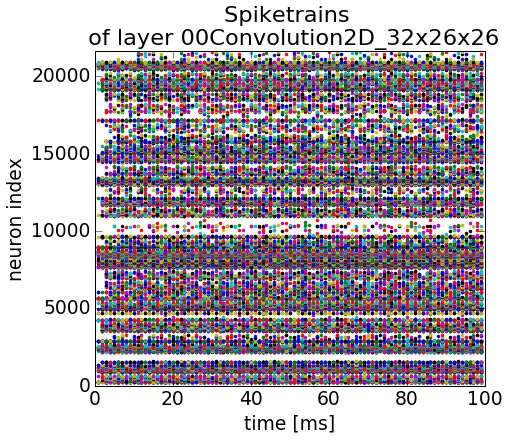 Spiketrains
of layer 00Convolution2D_32x26x26
20000
15000
10000
5000
0
neuron index
0 20 40 60 80 100
time [ms]